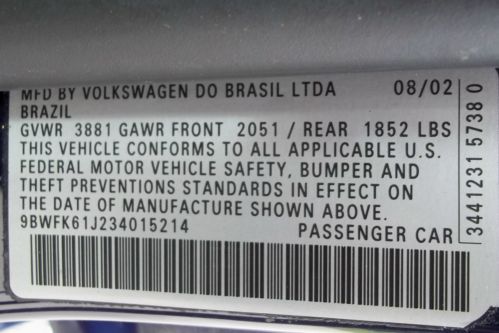 MFD BY VOLKSWAGEN DO BRASIL LTDA 08/02
BRAZIL
GVWR 3881 GAWR FRONT 2051 / REAR 1852 LBS
THIS VEHICLE CONFORMS TO ALL APPLICABLE U.S.
FEDERAL MOTOR VEHICLE SAFETY, BUMPER AND
THEFT PREVENTIONS STANDARDS IN EFFECT ON
THE DATE OF MANUFACTURE SHOWN ABOVE.
9BWFK61J234015214 PASSENGER CAR
3441231 5738 0